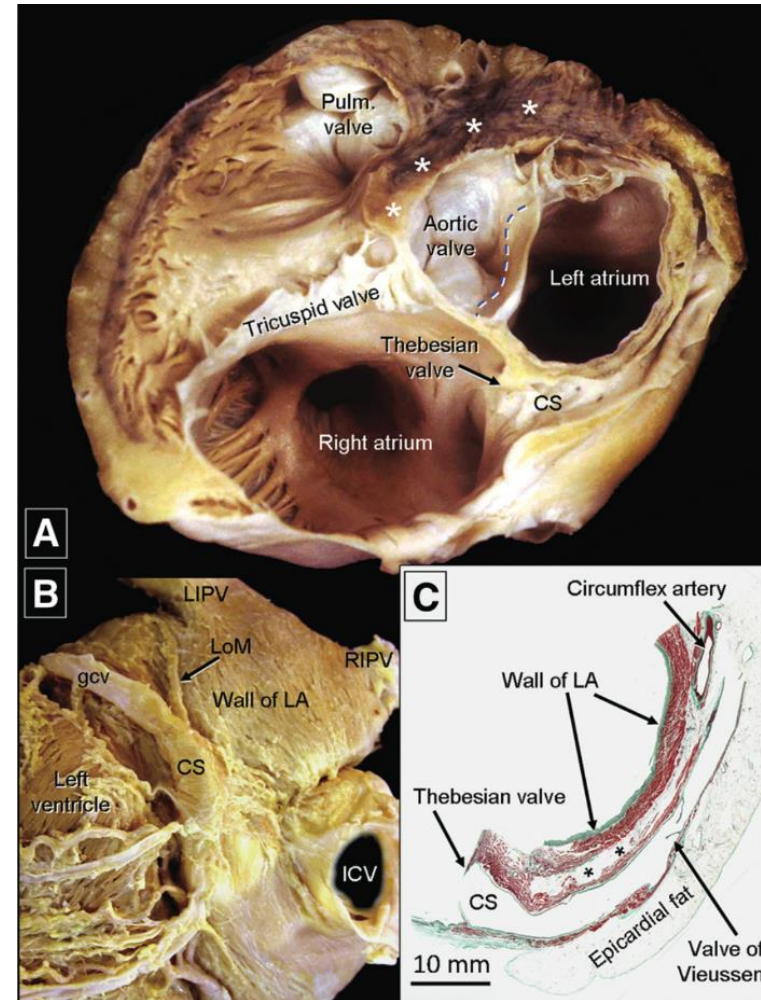 Pulm.
valve
* * * *
Aortic
valve
Left atrium
Tricuspid valve
Thebesian
valve
CS
Right atrium
A
B
LIPV
LoM
RIPV
gcv
Wall of LA
CS
Left
ventricle
ICV
C
Circumflex artery
Wall of LA
Thebesian valve
* *
CS
Epicardial fat
Valve of
Vieussen
10 mm